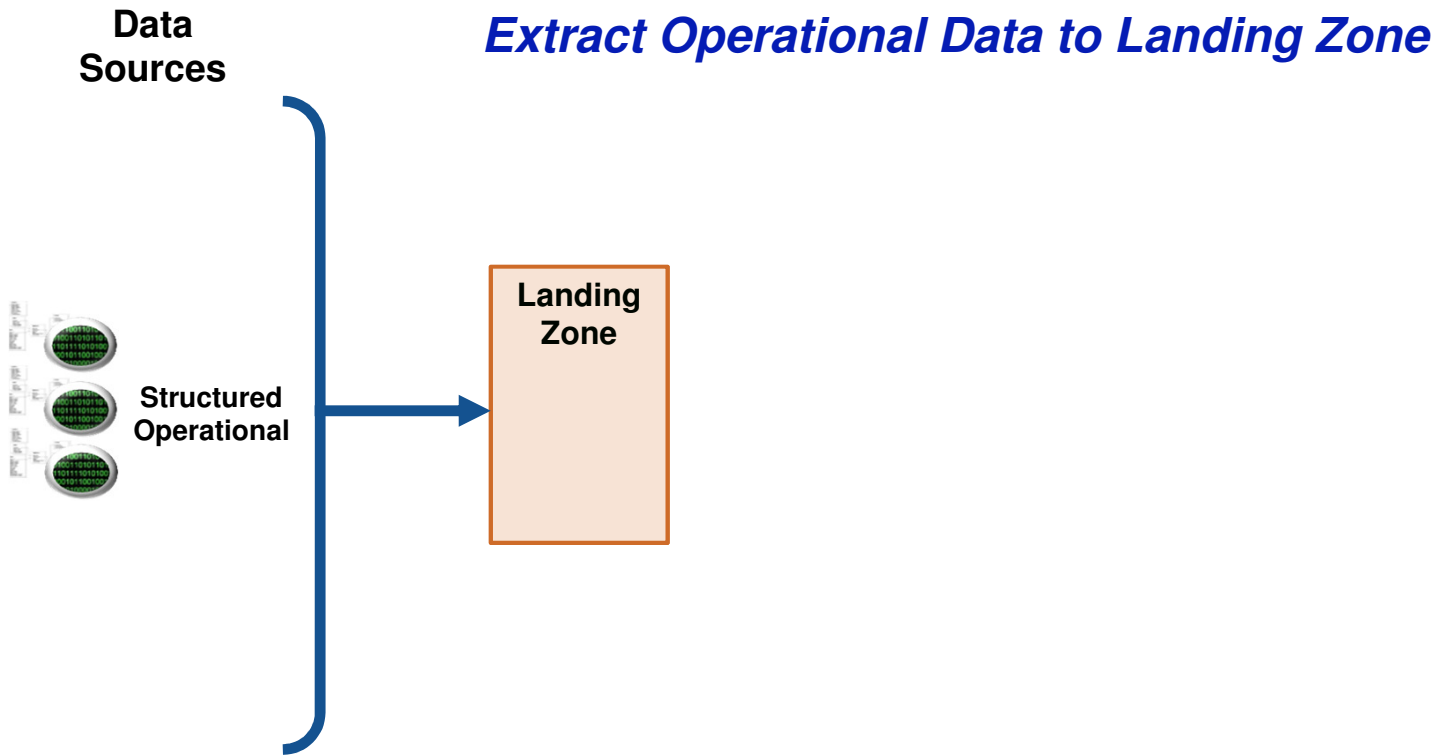 Data
Sources
Extract Operational Data to Landing Zone
Landing
Zone
Structured
Operational